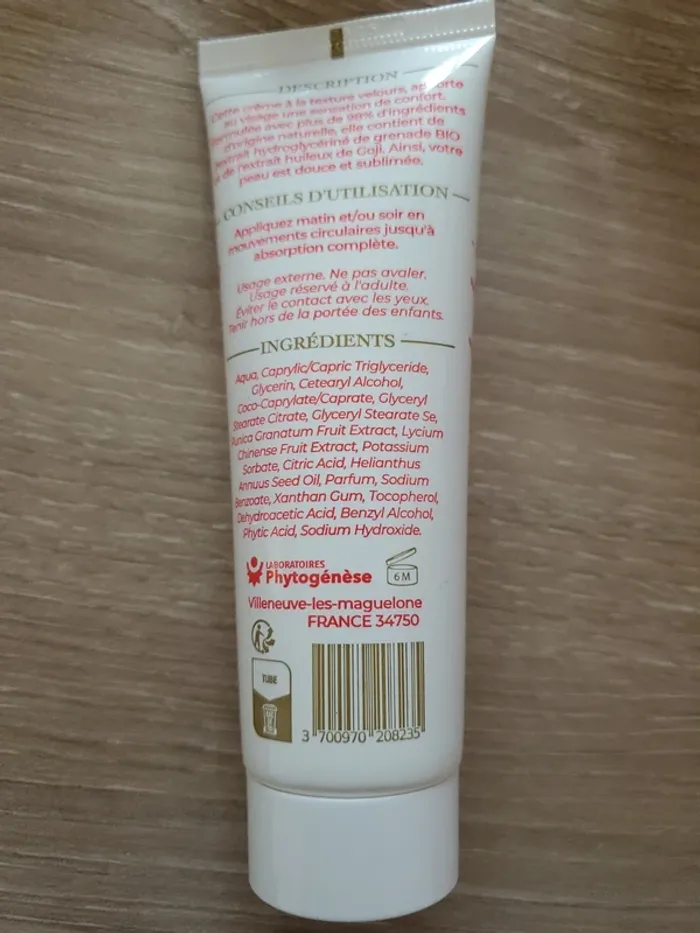 DESCRIPTION
Cette crème à la texture velours, apporte
au visage une sensation de confort.
Formulée avec plus de 98% d'ingrédients
d'origine naturelle, elle contient de
l'extrait hydroglycériné de grenade BIO
et de l'extrait huileux de Goji. Ainsi, votre
peau est douce et sublimée.
CONSEILS D'UTILISATION
Appliquez matin et/ou soir en
mouvements circulaires jusqu'à
absorption complète.
Usage externe. Ne pas avaler.
Usage réservé à l'adulte.
Éviter le contact avec les yeux.
Tenir hors de la portée des enfants.
INGRÉDIENTS
Aqua, Caprylic/Capric Triglyceride,
Glycerin, Cetearyl Alcohol,
Coco-Caprylate/Caprate, Glyceryl
Stearate Citrate, Glyceryl Stearate Se,
Punica Granatum Fruit Extract, Lycium
Chinense Fruit Extract, Potassium
Sorbate, Citric Acid, Helianthus
Annuus Seed Oil, Parfum, Sodium
Benzoate, Xanthan Gum, Tocopherol,
Dehydroacetic Acid, Benzyl Alcohol,
Phytic Acid, Sodium Hydroxide.
LABORATOIRES
Phytogénèse
6 M
Villeneuve-les-maguelone
FRANCE 34750
TUBE
3 700970 208235